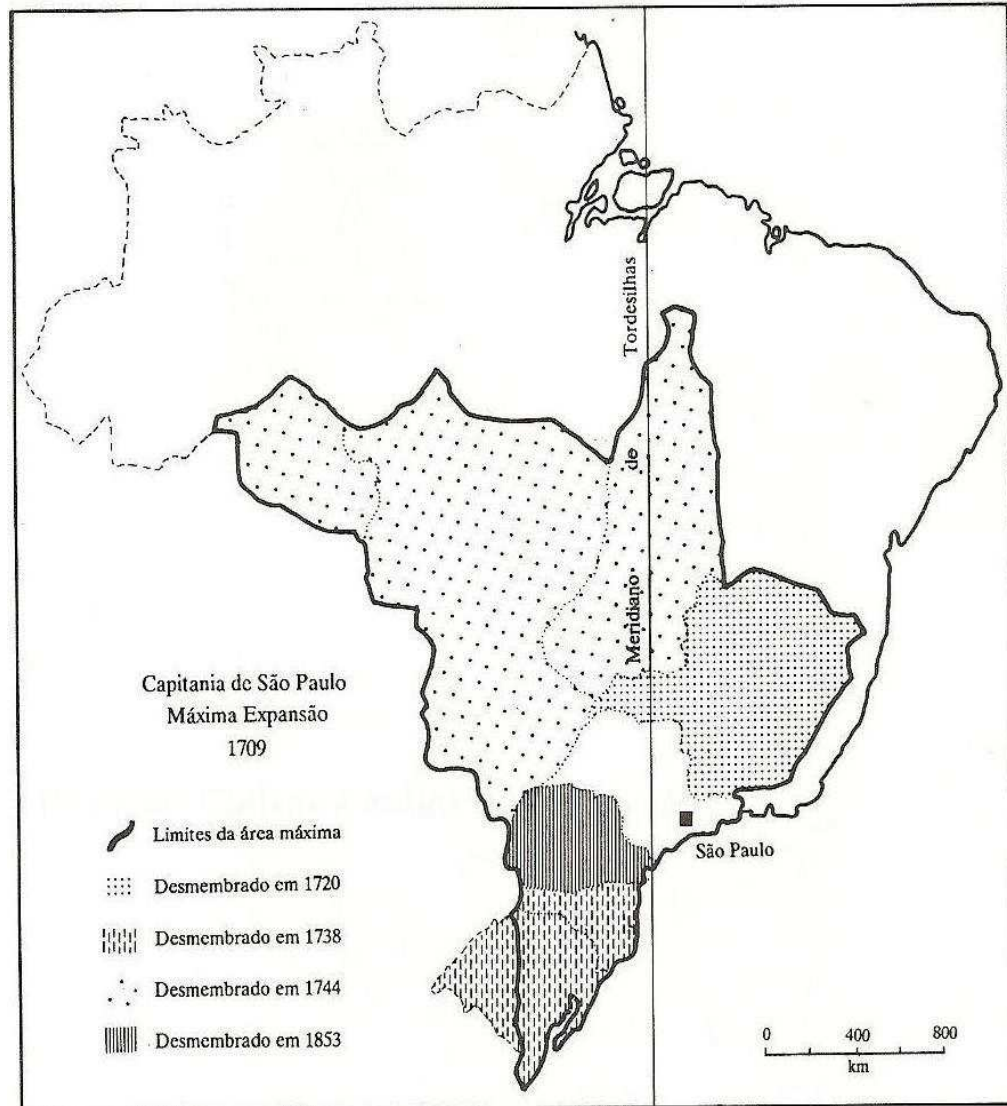 Meridiano de Tordesilhas
Capitania de São Paulo
Máxima Expansão
1709
Limites da área máxima
Desmembrado em 1720
Desmembrado em 1738
Desmembrado em 1744
Desmembrado em 1853
São Paulo
0 400 800
km